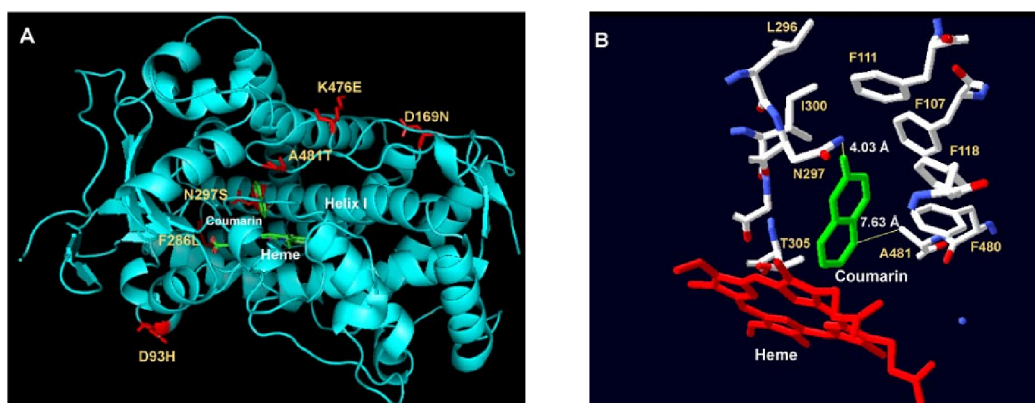 A
K476E
D169N
A481T
N297S
Helix I
Coumarin
F286L
Heme
D93H
B
L296
F111
I300
F107
4.03 Å
F118
N297
7.63 Å
T305
A481
F480
Coumarin
Heme